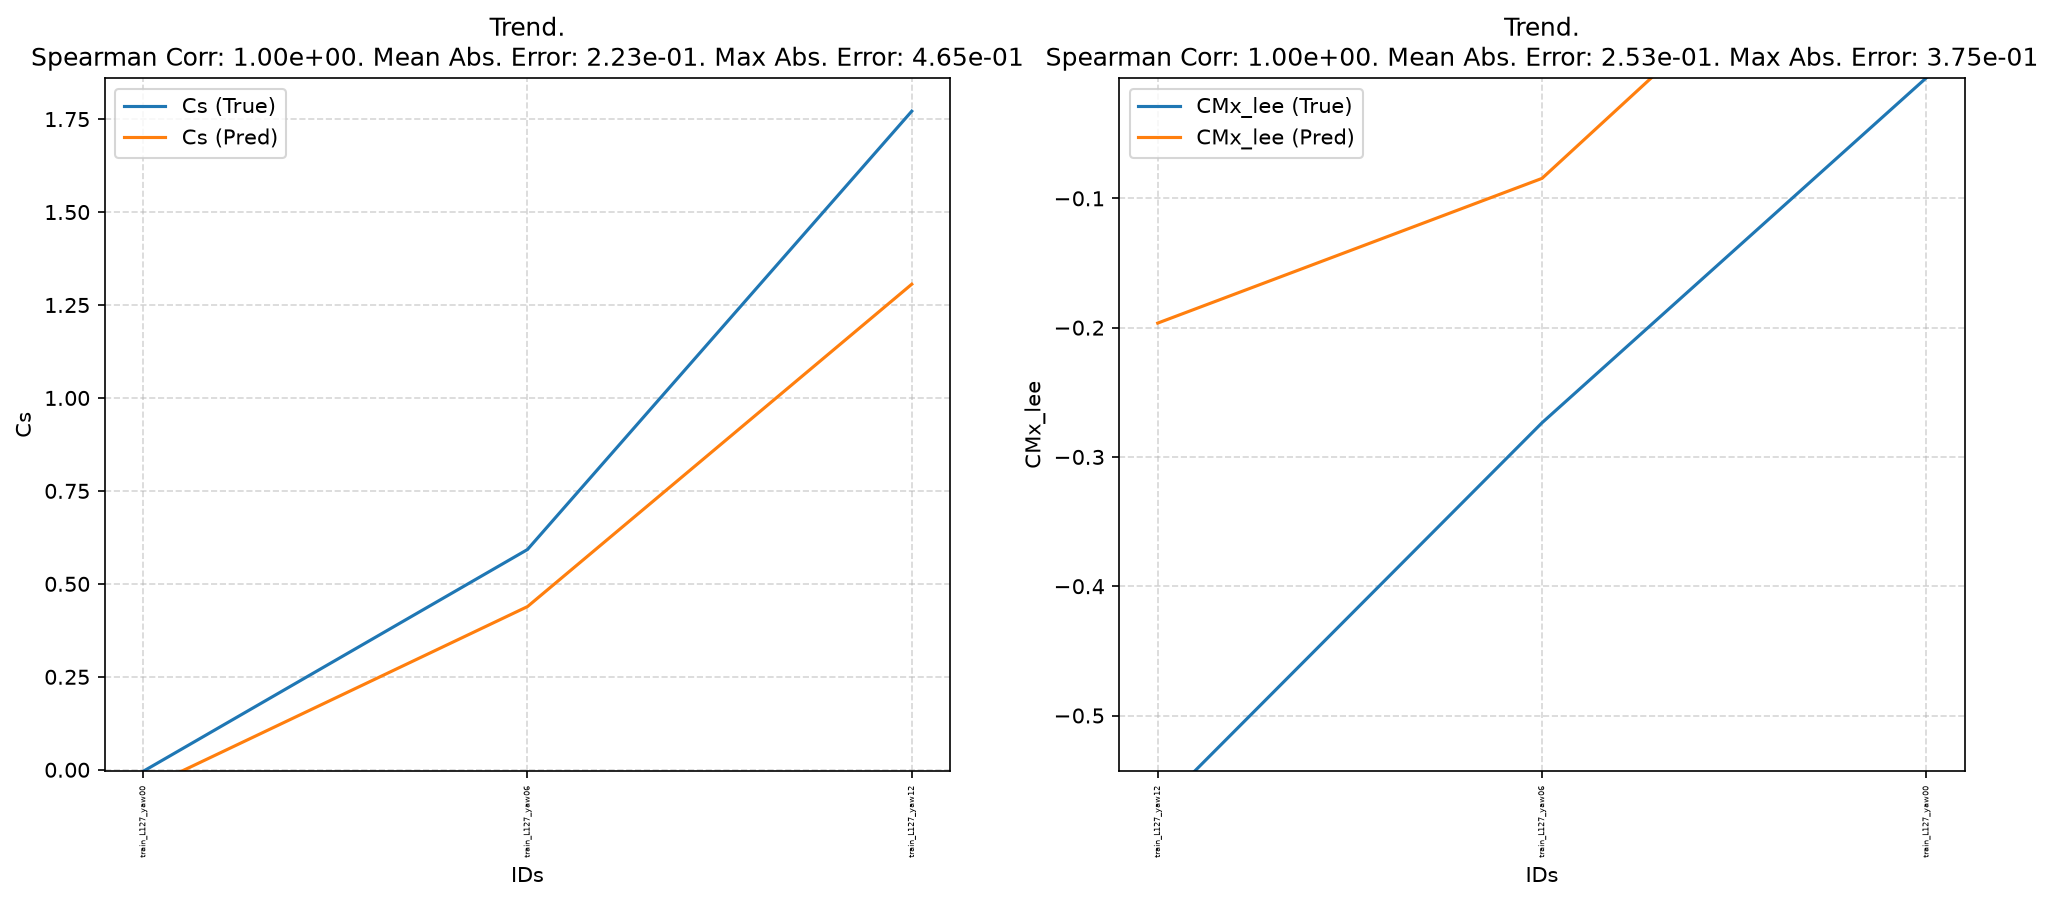 Trend.
Spearman Corr: 1.00e+00. Mean Abs. Error: 2.23e-01. Max Abs. Error: 4.65e-01
Cs (True)
Cs (Pred)
1.75
1.50
1.25
1.00
0.75
0.50
0.25
0.00
Cs
train_L127_yaw00
train_L127_yaw06
train_L127_yaw12
IDs
Trend.
Spearman Corr: 1.00e+00. Mean Abs. Error: 2.53e-01. Max Abs. Error: 3.75e-01
CMx_lee (True)
CMx_lee (Pred)
−0.1
−0.2
−0.3
−0.4
−0.5
CMx_lee
train_L127_yaw12
train_L127_yaw06
train_L127_yaw00
IDs